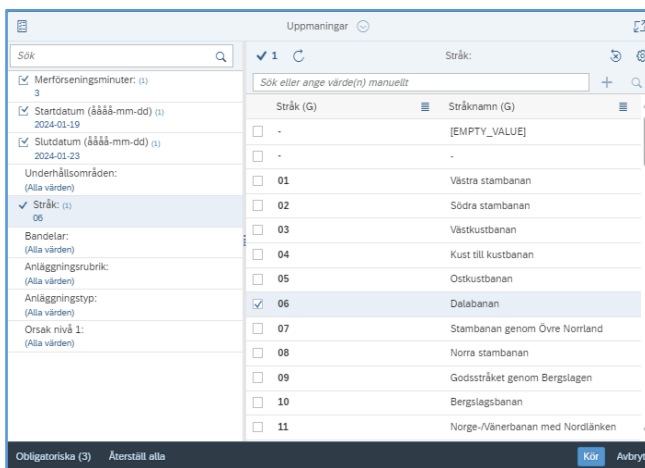 Uppmaningar
Sök
Merförseningsminuter: (1)
3
Startdatum (åååå-mm-dd) (1)
2024-01-19
Slutdatum (åååå-mm-dd) (1)
2024-01-23
Underhållsområden:
(Alla värden)
Stråk: (1)
06
Bandelar:
(Alla värden)
Anläggningsrubrik:
(Alla värden)
Anläggningstyp:
(Alla värden)
Orsak nivå 1:
(Alla värden)
1 Stråk:
Sök eller ange värde(n) manuellt
Stråk (G) Stråknamn (G)
- [EMPTY_VALUE]
- -
01 Västra stambanan
02 Södra stambanan
03 Västkustbanan
04 Kust till kustbanan
05 Ostkustbanan
06 Dalabanan
07 Stambanan genom Övre Norrland
08 Norra stambanan
09 Godsstråket genom Bergslagen
10 Bergslagsbanan
11 Norge-/Vänerbanan med Nordlänken
Obligatoriska (3) Återställ alla Kör Avbryt